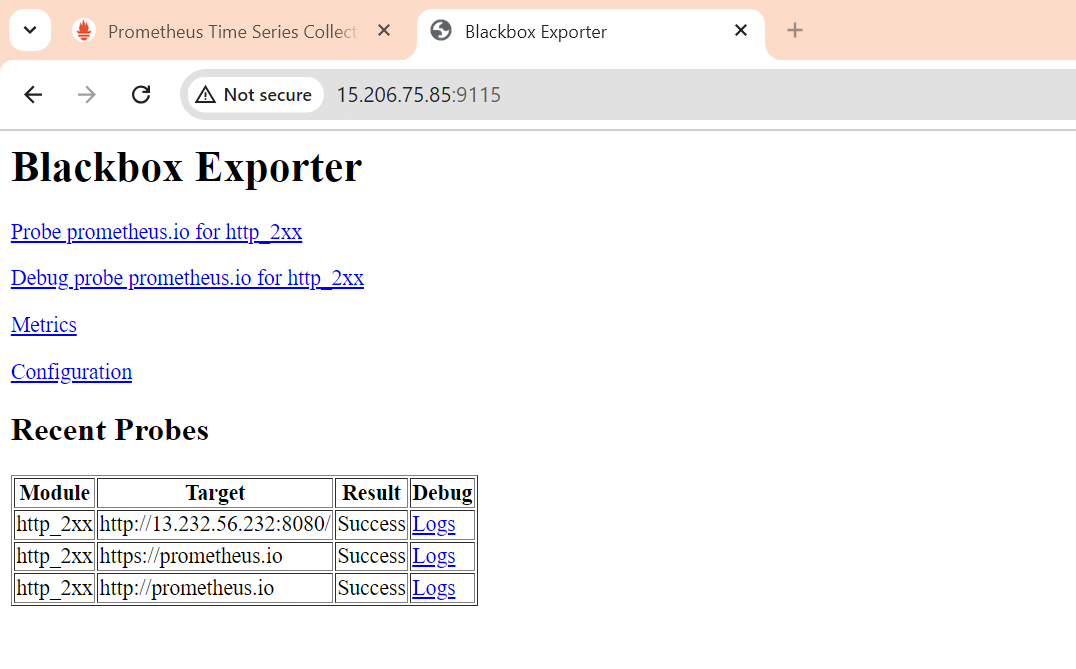 Prometheus Time Series Collect
Blackbox Exporter
Not secure
15.206.75.85:9115
Blackbox Exporter
Probe prometheus.io for http_2xx
Debug probe prometheus.io for http_2xx
Metrics
Configuration
Recent Probes
Module Target Result Debug
http_2xx http://13.232.56.232:8080/ Success Logs
http_2xx https://prometheus.io Success Logs
http_2xx http://prometheus.io Success Logs